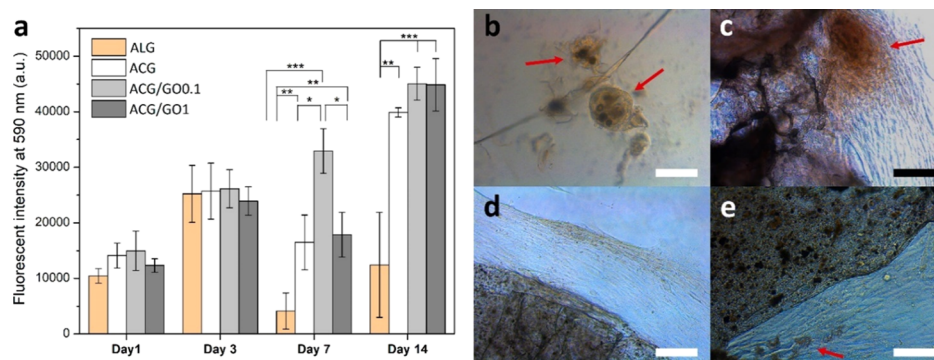 a
ALG
ACG
ACG/GO0.1
ACG/GO1
Fluorescent intensity at 590 nm (a.u.)
50000
40000
30000
20000
10000
0
***
**
**
*
*
***
**
Day1
Day 3
Day 7
Day 14
b
c
d
e